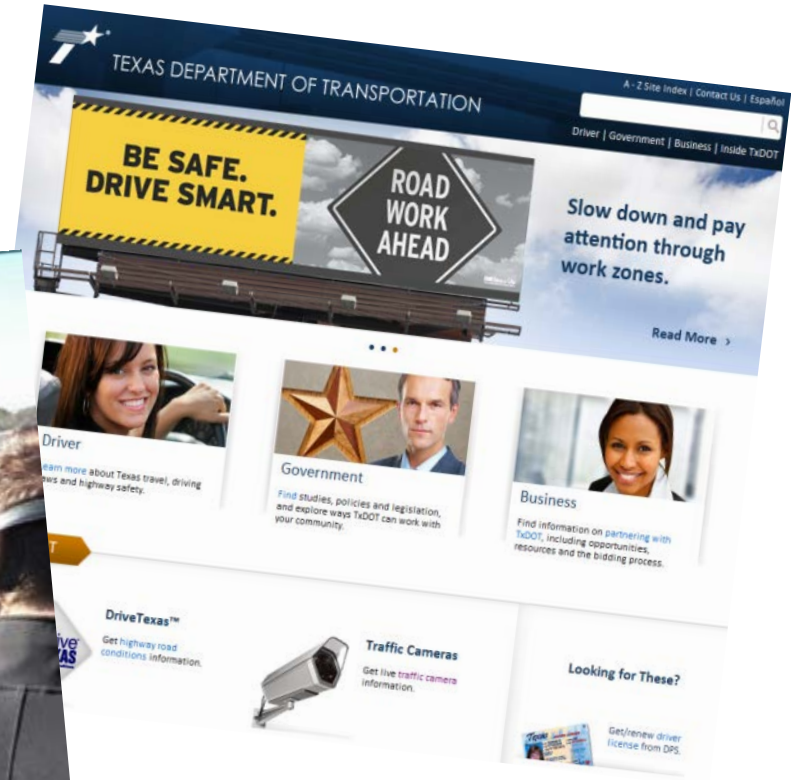 A - Z Site Index | Contact Us | Español
TEXAS DEPARTMENT OF TRANSPORTATION
Driver | Government | Business | Inside TxDOT
BE SAFE.
DRIVE SMART.
ROAD
WORK
AHEAD
Slow down and pay
attention through
work zones.
Read More >
Driver
earn more about Texas travel, driving
aws and highway safety.
Government
Find studies, policies and legislation,
and explore ways TxDOT can work with
your community.
Business
Find information on partnering with
TxDOT, including opportunities,
resources and the bidding process.
T
ive
AS
DriveTexas™
Get highway road
conditions information.
Traffic Cameras
Get live traffic camera
information.
Looking for These?
Texas
Get/renew driver
license from DPS.